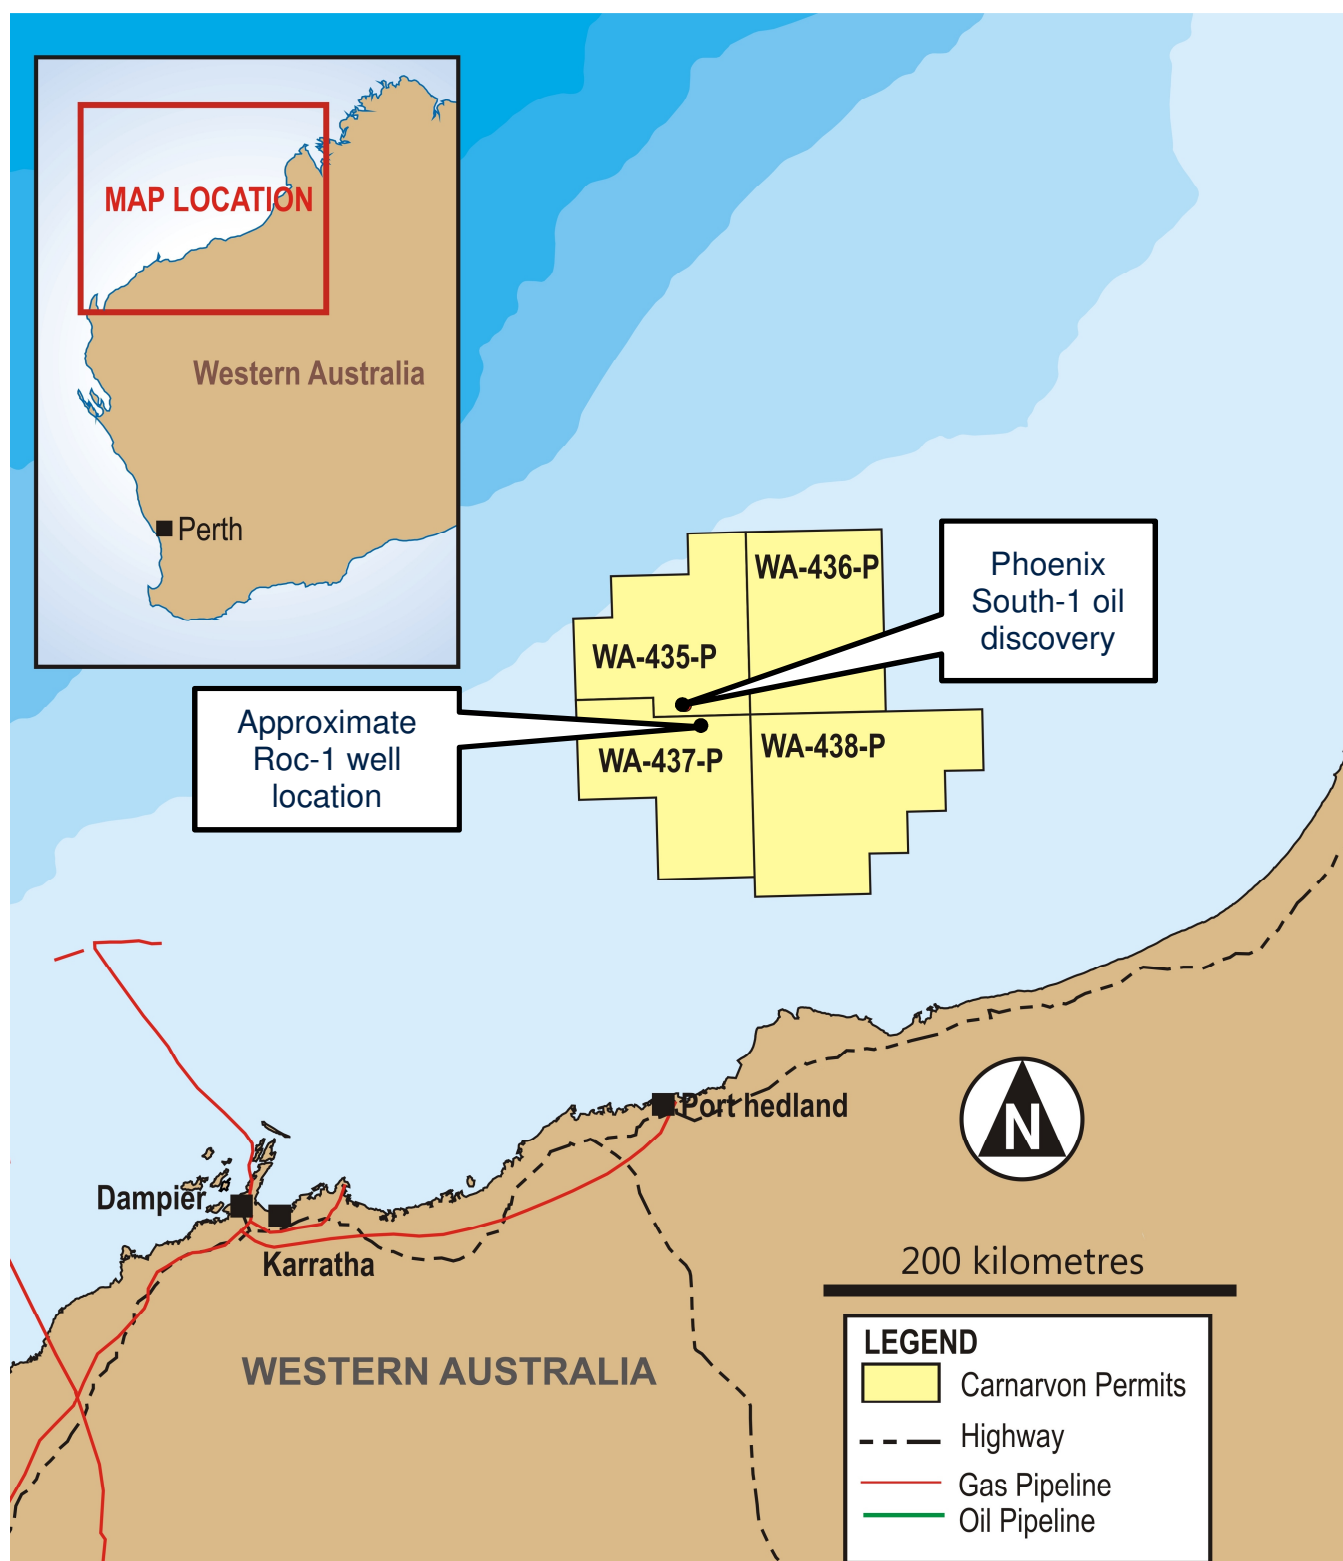 MAP LOCATION
Western Australia
Perth
WA-436-P
Phoenix
South-1 oil
discovery
WA-435-P
Approximate
Roc-1 well
location
WA-437-P
WA-438-P
Port hedland
N
Dampier
Karratha
200 kilometres
WESTERN AUSTRALIA
LEGEND
Carnarvon Permits
Highway
Gas Pipeline
Oil Pipeline